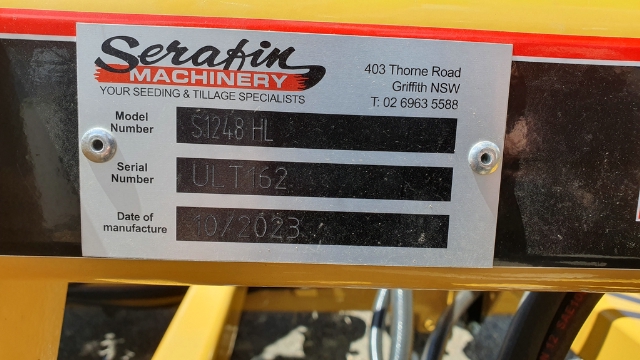 Serafin
MACHINERY
YOUR SEEDING & TILLAGE SPECIALISTS
403 Thorne Road
Griffith NSW
T: 02 6963 5588
Model
Number
S1248 HL
Serial
Number
ULT162
Date of
manufacture
10/2023